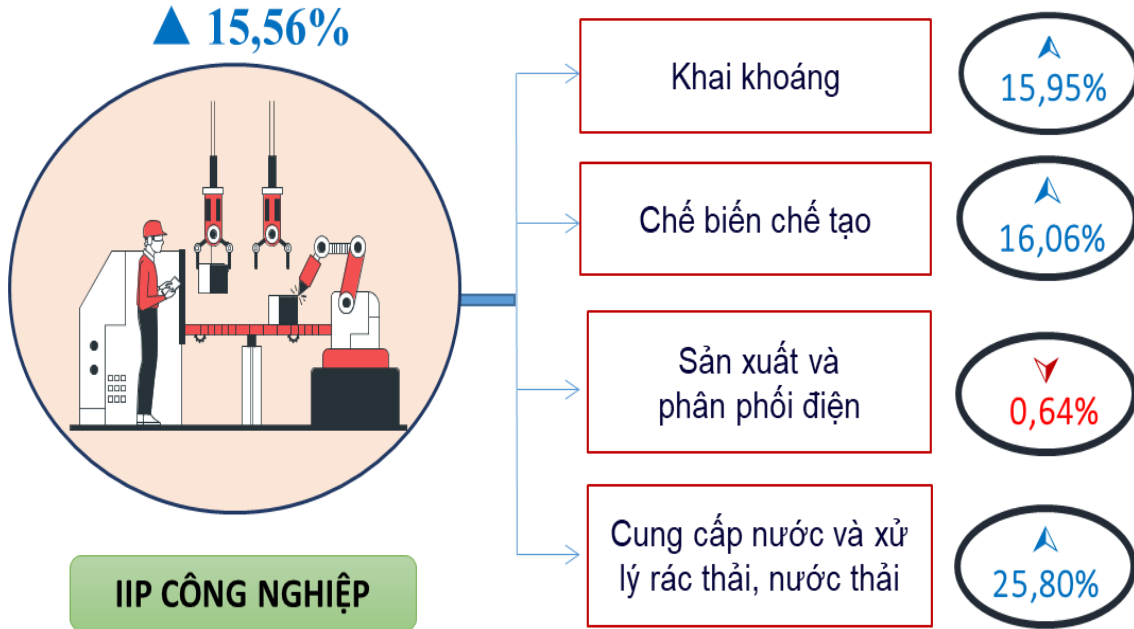 ▲ 15,56%
Khai khoáng
15,95%
Chế biến chế tạo
16,06%
Sản xuất và
phân phối điện
0,64%
Cung cấp nước và xử
lý rác thải, nước thải
25,80%
IIP CÔNG NGHIỆP